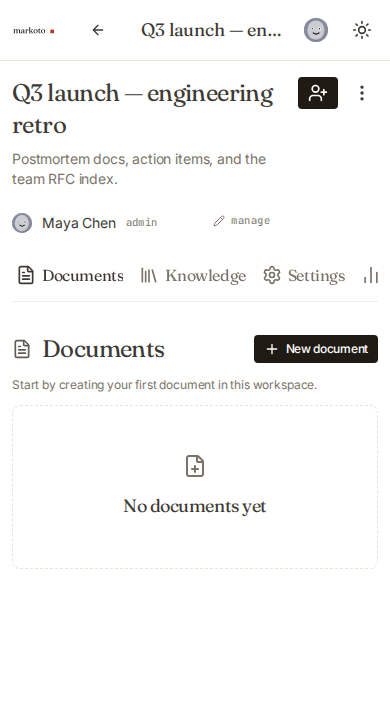 markoto
Q3 launch — en...
Q3 launch — engineering
retro
Postmortem docs, action items, and the
team RFC index.
Maya Chen admin manage
Documents Knowledge Settings
Documents
New document
Start by creating your first document in this workspace.
No documents yet